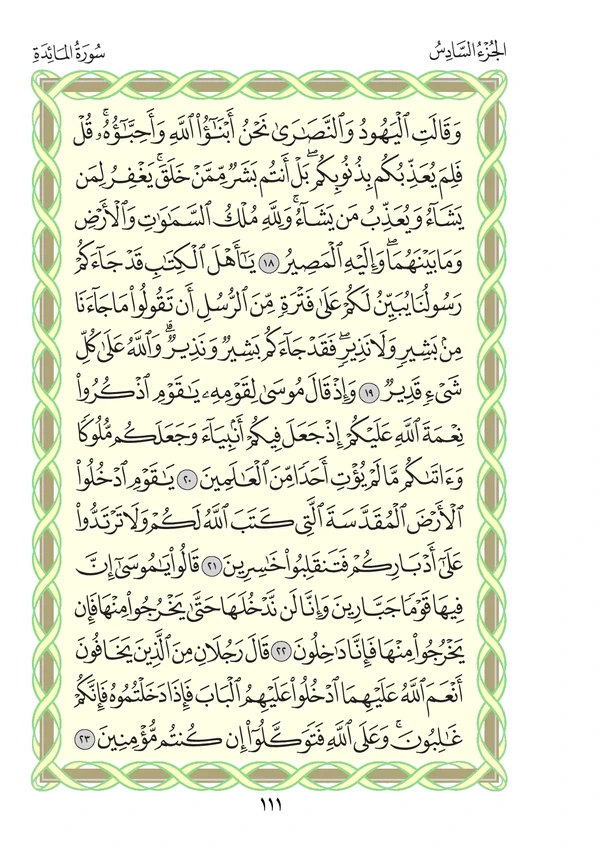 الجُزْءُ السَّادِسُ
سُورَةُ المَائِدَةِ
وَقَالَتِ ٱلۡيَهُودُ وَٱلنَّصَٰرَىٰ نَحۡنُ أَبۡنَٰٓؤُاْ ٱللَّهِ وَأَحِبَّٰٓؤُهُۥۚ قُلۡ
فَلِمَ يُعَذِّبُكُم بِذُنُوبِكُمۖ بَلۡ أَنتُم بَشَرٞ مِّمَّنۡ خَلَقَۚ يَغۡفِرُ لِمَن
يَشَآءُ وَيُعَذِّبُ مَن يَشَآءُۚ وَلِلَّهِ مُلۡكُ ٱلسَّمَٰوَٰتِ وَٱلۡأَرۡضِ
وَمَا بَيۡنَهُمَاۖ وَإِلَيۡهِ ٱلۡمَصِيرُ ١٨ يَٰٓأَهۡلَ ٱلۡكِتَٰبِ قَدۡ جَآءَكُمۡ
رَسُولُنَا يُبَيِّنُ لَكُمۡ عَلَىٰ فَتۡرَةٖ مِّنَ ٱلرُّسُلِ أَن تَقُولُواْ مَا جَآءَنَا
مِنۢ بَشِيرٖ وَلَا نَذِيرٖۖ فَقَدۡ جَآءَكُم بَشِيرٞ وَنَذِيرٞۗ وَٱللَّهُ عَلَىٰ كُلِّ
شَيۡءٖ قَدِيرٞ ١٩ وَإِذۡ قَالَ مُوسَىٰ لِقَوۡمِهِۦ يَٰقَوۡمِ ٱذۡكُرُواْ
نِعۡمَةَ ٱللَّهِ عَلَيۡكُمۡ إِذۡ جَعَلَ فِيكُمۡ أَنۢبِيَآءَ وَجَعَلَكُم مُّلُوكٗا
وَءَاتَىٰكُم مَّا لَمۡ يُؤۡتِ أَحَدٗا مِّنَ ٱلۡعَٰلَمِينَ ٢٠ يَٰقَوۡمِ ٱدۡخُلُواْ
ٱلۡأَرۡضَ ٱلۡمُقَدَّسَةَ ٱلَّتِي كَتَبَ ٱللَّهُ لَكُمۡ وَلَا تَرۡتَدُّواْ
عَلَىٰٓ أَدۡبَارِكُمۡ فَتَنقَلِبُواْ خَٰسِرِينَ ٢١ قَالُواْ يَٰمُوسَىٰٓ إِنَّ
فِيهَا قَوۡمٗا جَبَّارِينَ وَإِنَّا لَن نَّدۡخُلَهَا حَتَّىٰ يَخۡرُجُواْ مِنۡهَا فَإِن
يَخۡرُجُواْ مِنۡهَا فَإِنَّا دَٰخِلُونَ ٢٢ قَالَ رَجُلَانِ مِنَ ٱلَّذِينَ يَخَافُونَ
أَنۡعَمَ ٱللَّهُ عَلَيۡهِمَا ٱدۡخُلُواْ عَلَيۡهِمُ ٱلۡبَابَ فَإِذَا دَخَلۡتُمُوهُ فَإِنَّكُمۡ
غَٰلِبُونَۚ وَعَلَى ٱللَّهِ فَتَوَكَّلُوٓاْ إِن كُنتُم مُّؤۡمِنِينَ ٢٣
١١١